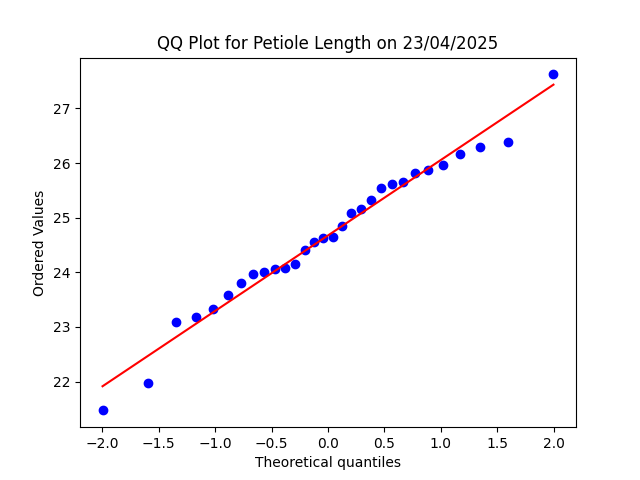 QQ Plot for Petiole Length on 23/04/2025
27
26
25
24
23
22
Ordered Values
−2.0 −1.5 −1.0 −0.5 0.0 0.5 1.0 1.5 2.0
Theoretical quantiles